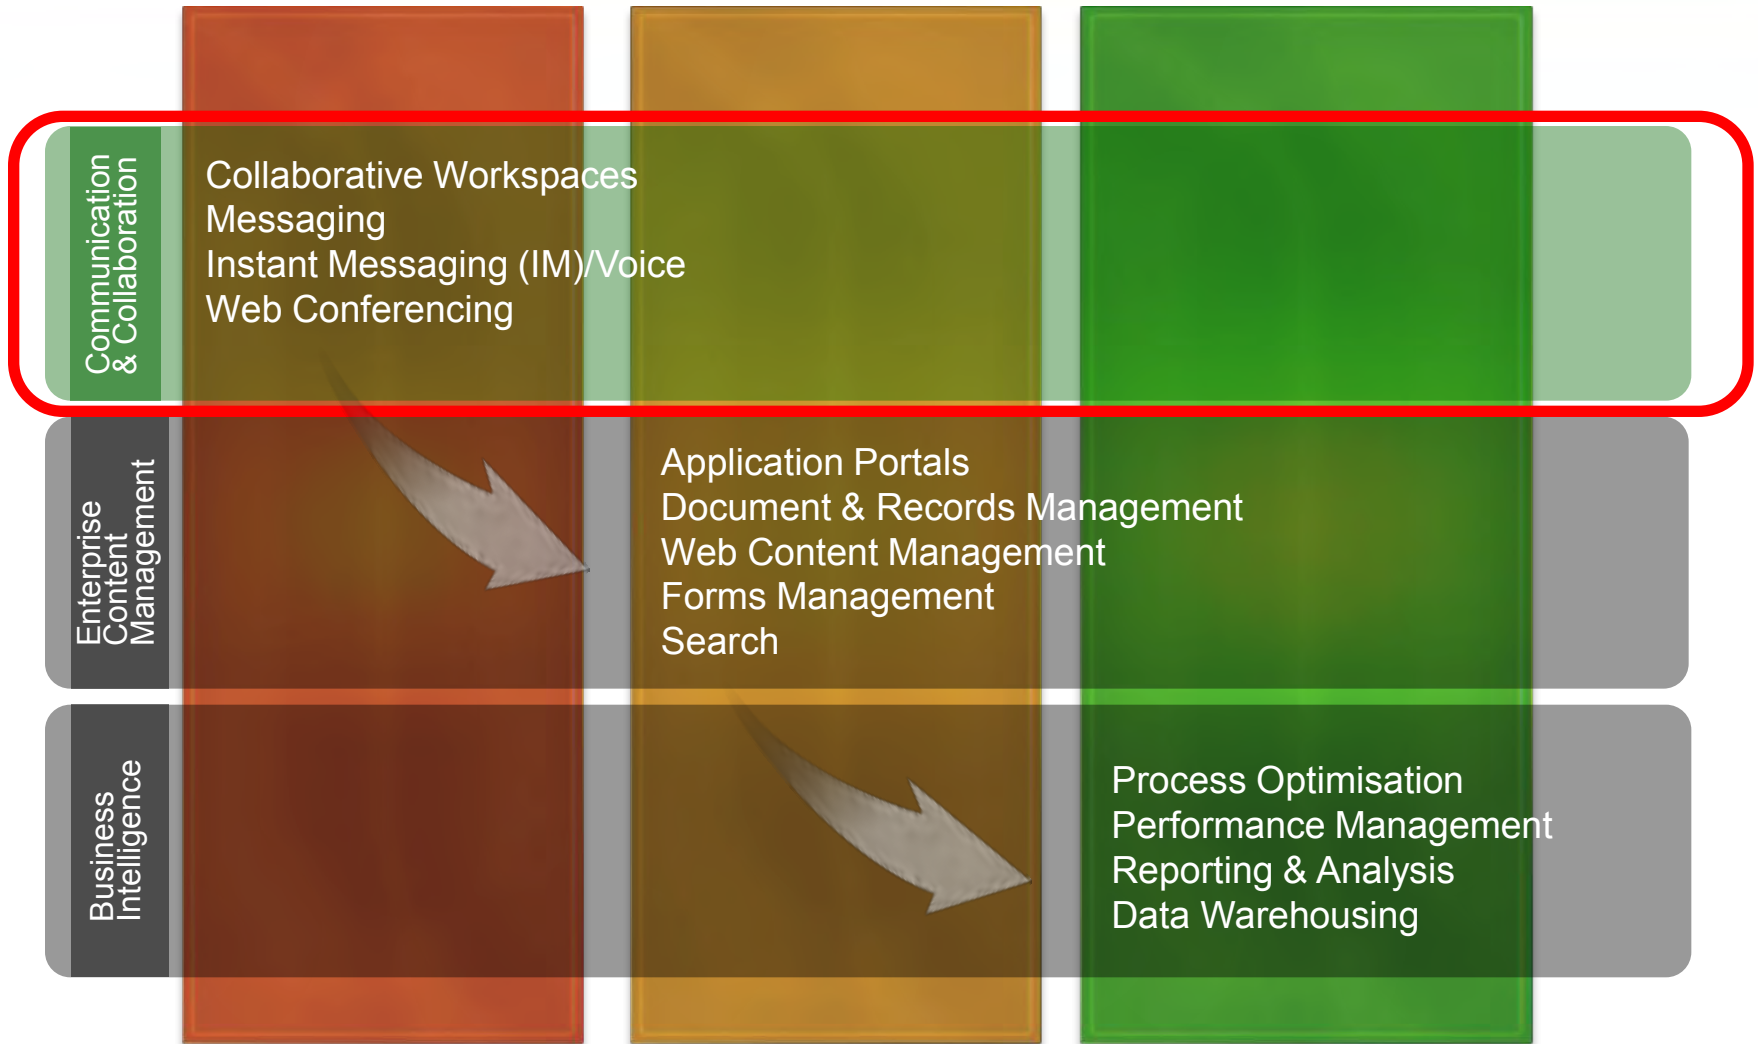 Communication
& Collaboration
Collaborative Workspaces
Messaging
Instant Messaging (IM)/Voice
Web Conferencing
Enterprise
Content
Management
Application Portals
Document & Records Management
Web Content Management
Forms Management
Search
Business
Intelligence
Process Optimisation
Performance Management
Reporting & Analysis
Data Warehousing